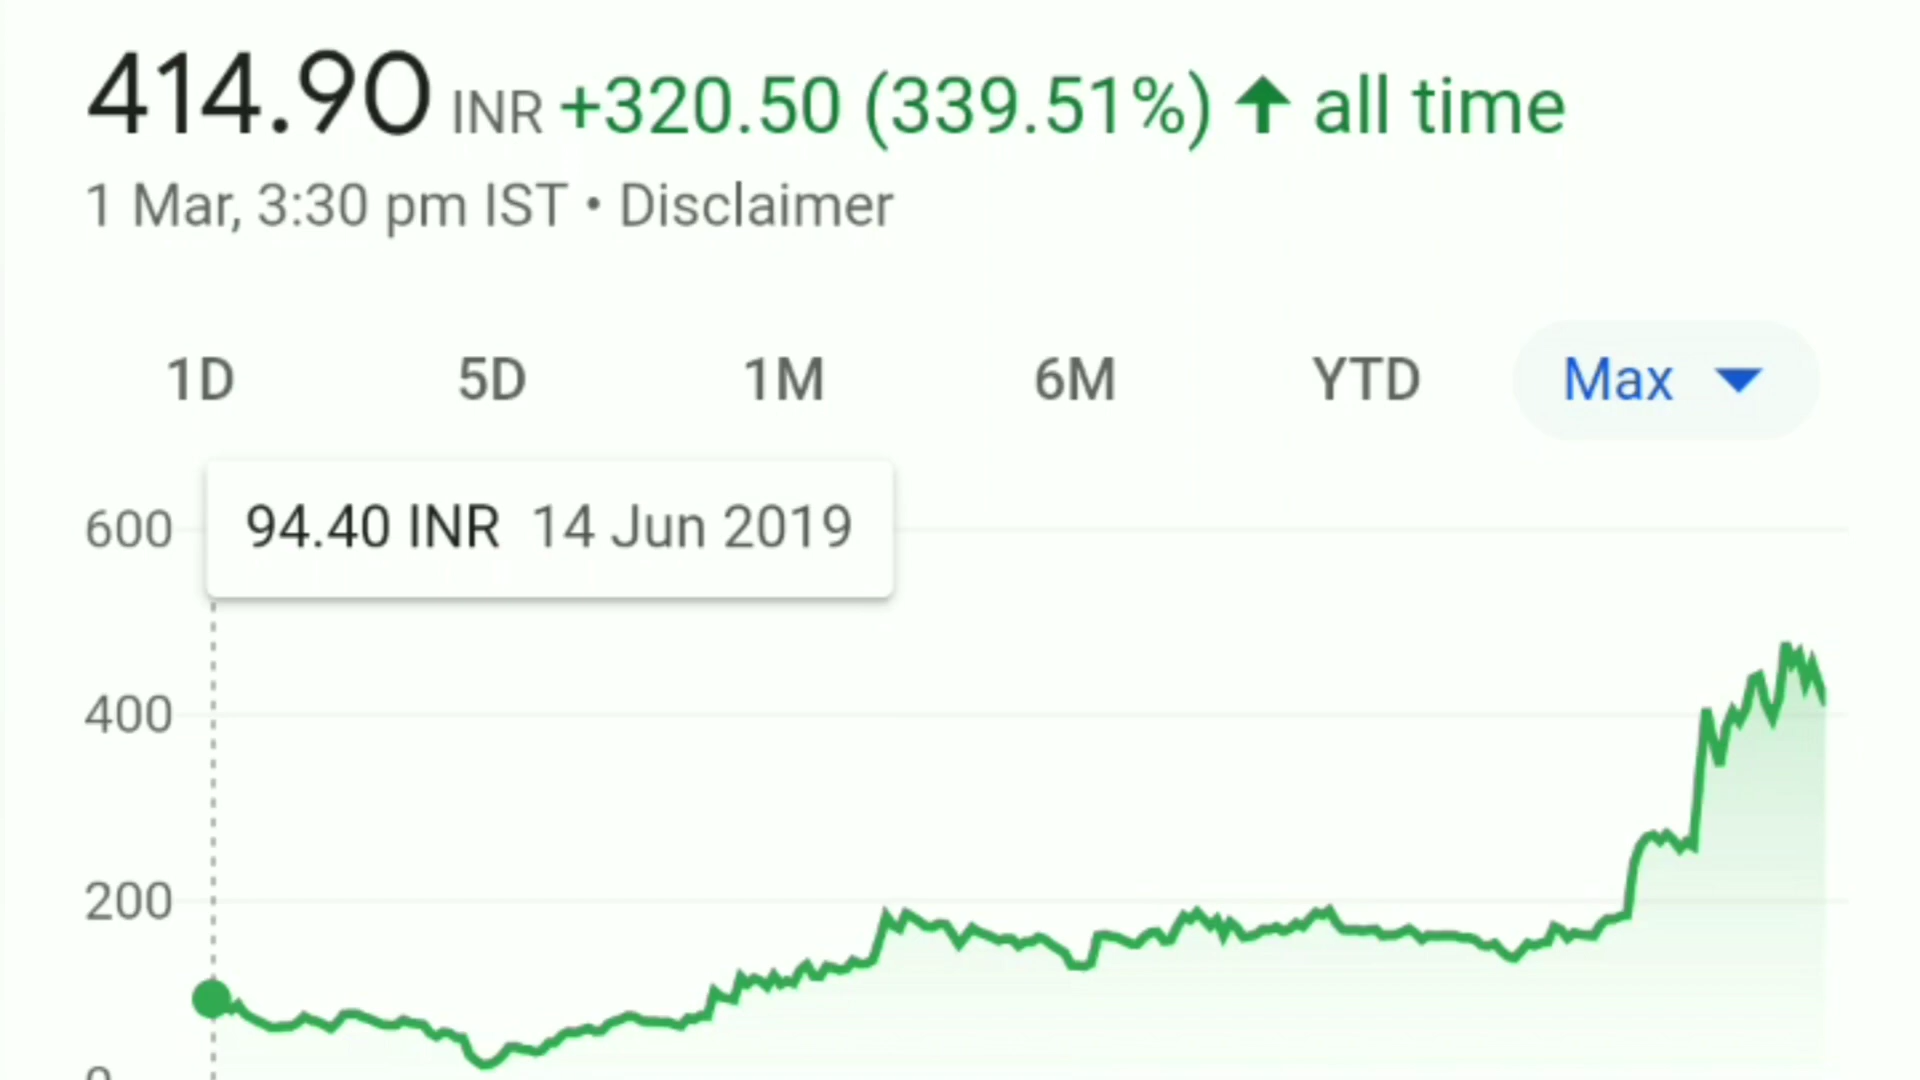 414.90 INR +320.50 (339.51%) ↑ all time
1 Mar, 3:30 pm IST • Disclaimer
1D 5D 1M 6M YTD Max
94.40 INR 14 Jun 2019
600
400
200
0